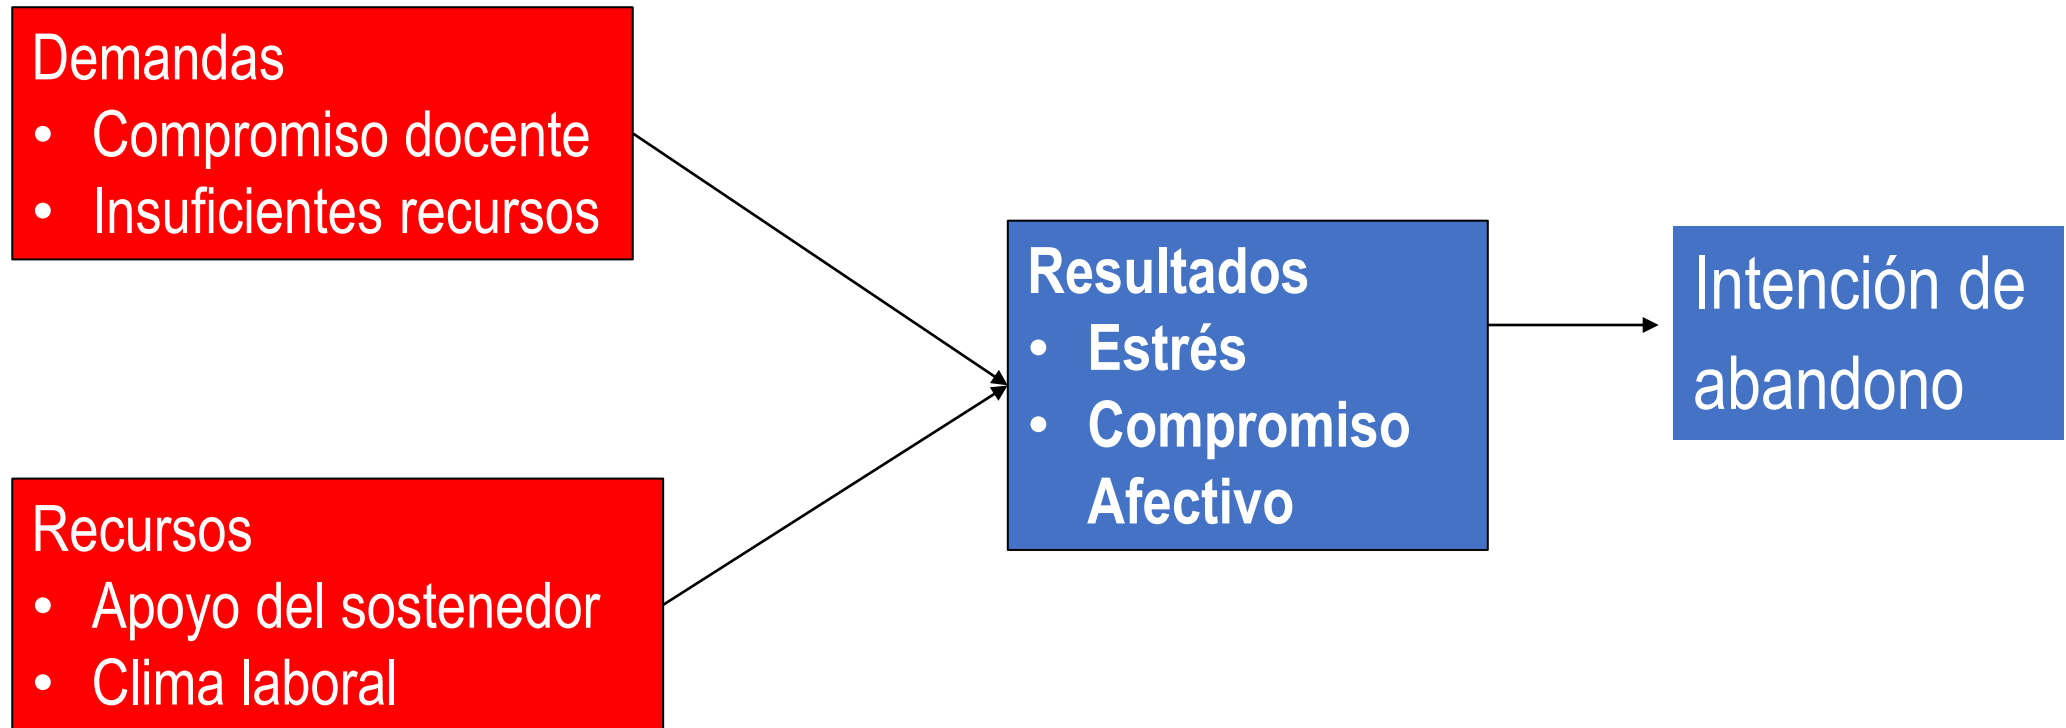 Demandas
• Compromiso docente
• Insuficientes recursos
Resultados
• Estrés
• Compromiso
Afectivo
Intención de
abandono
Recursos
• Apoyo del sostenedor
• Clima laboral